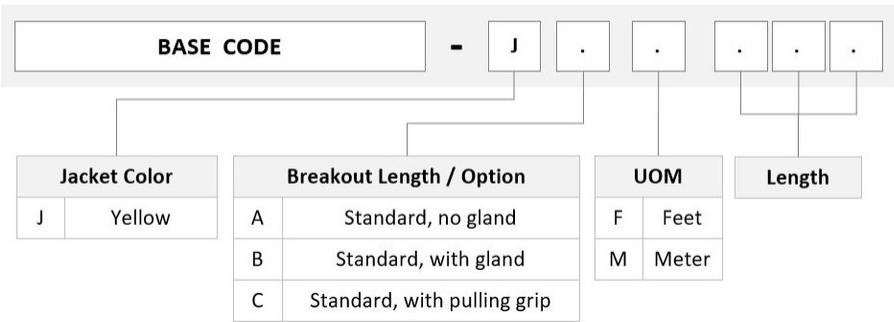 BASE CODE - J . . . . .
Jacket Color
J Yellow
Breakout Length / Option
A Standard, no gland
B Standard, with gland
C Standard, with pulling grip
UOM
F Feet
M Meter
Length